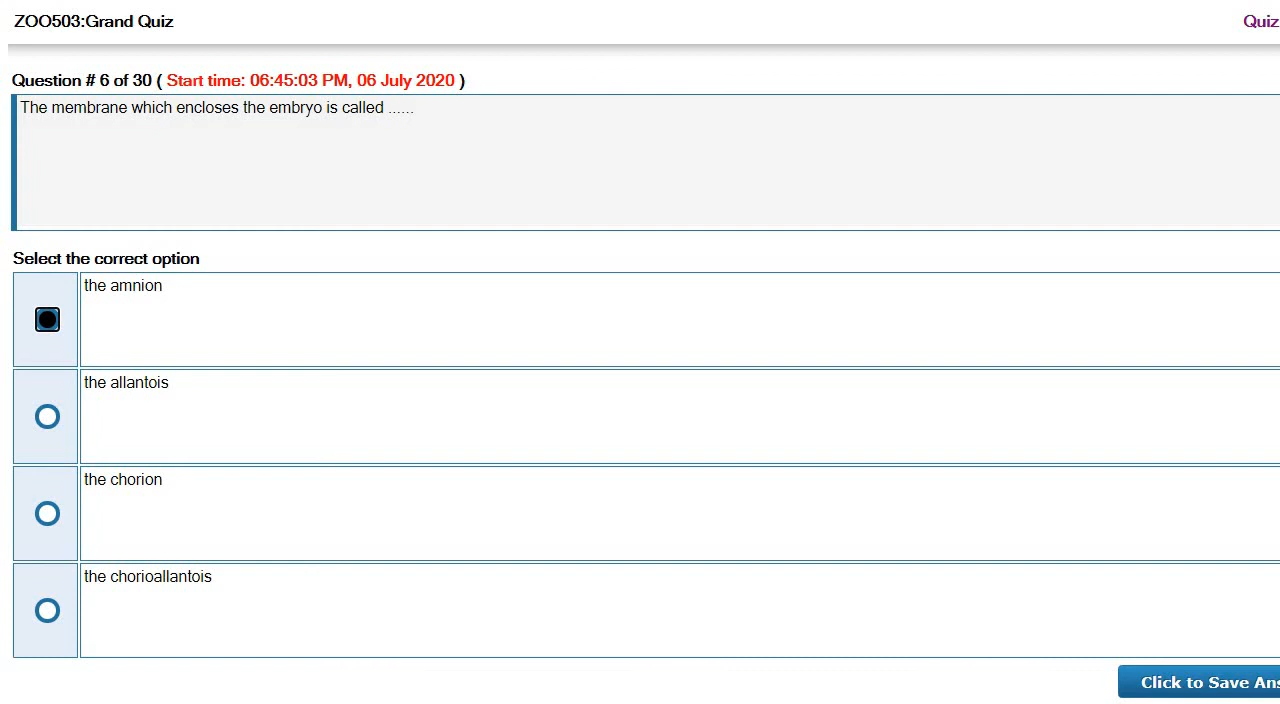 ZOO503:Grand Quiz
Quiz
Question # 6 of 30 ( Start time: 06:45:03 PM, 06 July 2020 )
The membrane which encloses the embryo is called ......
Select the correct option
the amnion
the allantois
the chorion
the chorioallantois
Click to Save Ans